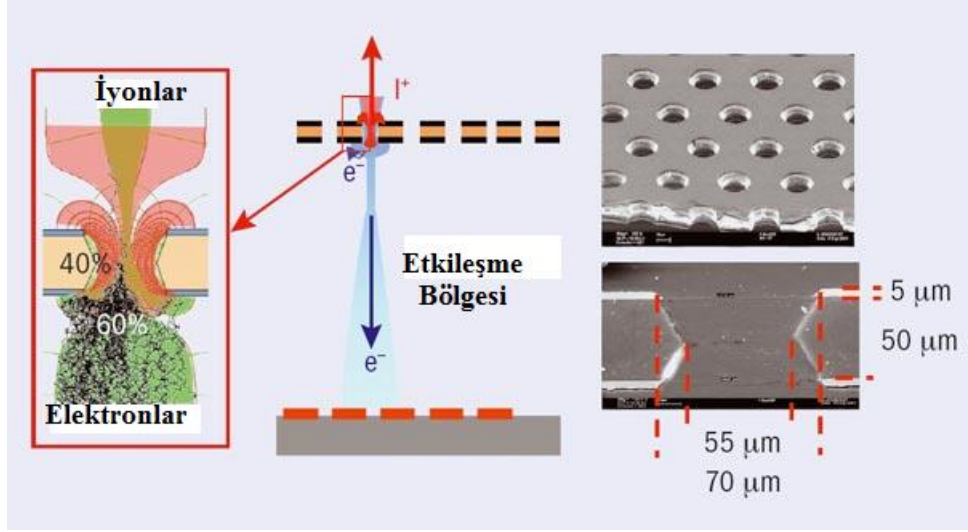 İyonlar
40%
60%
Elektronlar
I⁺
e⁻
Etkileşme
Bölgesi
e⁻
5 µm
50 µm
55 µm
70 µm